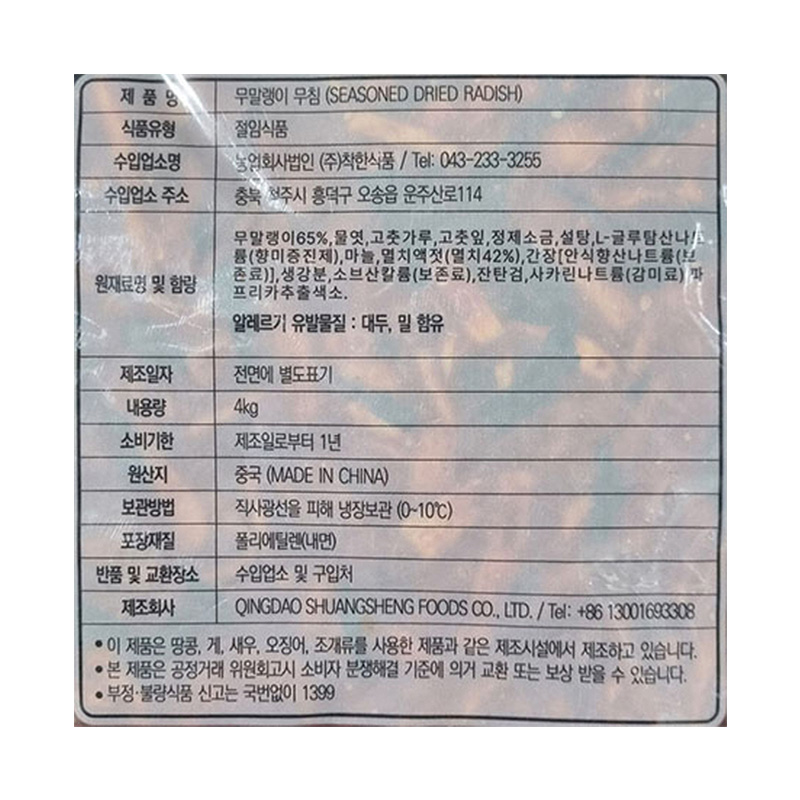 제 품 명 무말랭이 무침 (SEASONED DRIED RADISH)
식품유형 절임식품
수입업소명 농업회사법인 (주)착한식품 / Tel: 043-233-3255
수입업소 주소 충북 청주시 흥덕구 오송읍 운주산로114
원재료명 및 함량 무말랭이65%,물엿,고춧가루,고춧잎,정제소금,설탕,L-글루탐산나트
륨(향미증진제),마늘,멸치액젓(멸치42%),간장[안식향산나트륨(보
존료)],생강분,소브산칼륨(보존료),잔탄검,사카린나트륨(감미료)파
프리카추출색소.
알레르기 유발물질 : 대두, 밀 함유
제조일자 전면에 별도표기
내용량 4kg
소비기한 제조일로부터 1년
원산지 중국 (MADE IN CHINA)
보관방법 직사광선을 피해 냉장보관 (0~10℃)
포장재질 폴리에틸렌(내면)
반품 및 교환장소 수입업소 및 구입처
제조회사 QINGDAO SHUANGSHENG FOODS CO., LTD. / Tel: +86 13001693308
• 이 제품은 땅콩, 게, 새우, 오징어, 조개류를 사용한 제품과 같은 제조시설에서 제조하고 있습니다.
• 본 제품은 공정거래 위원회고시 소비자 분쟁해결 기준에 의거 교환 또는 보상 받을 수 있습니다.
• 부정·불량식품 신고는 국번없이 1399